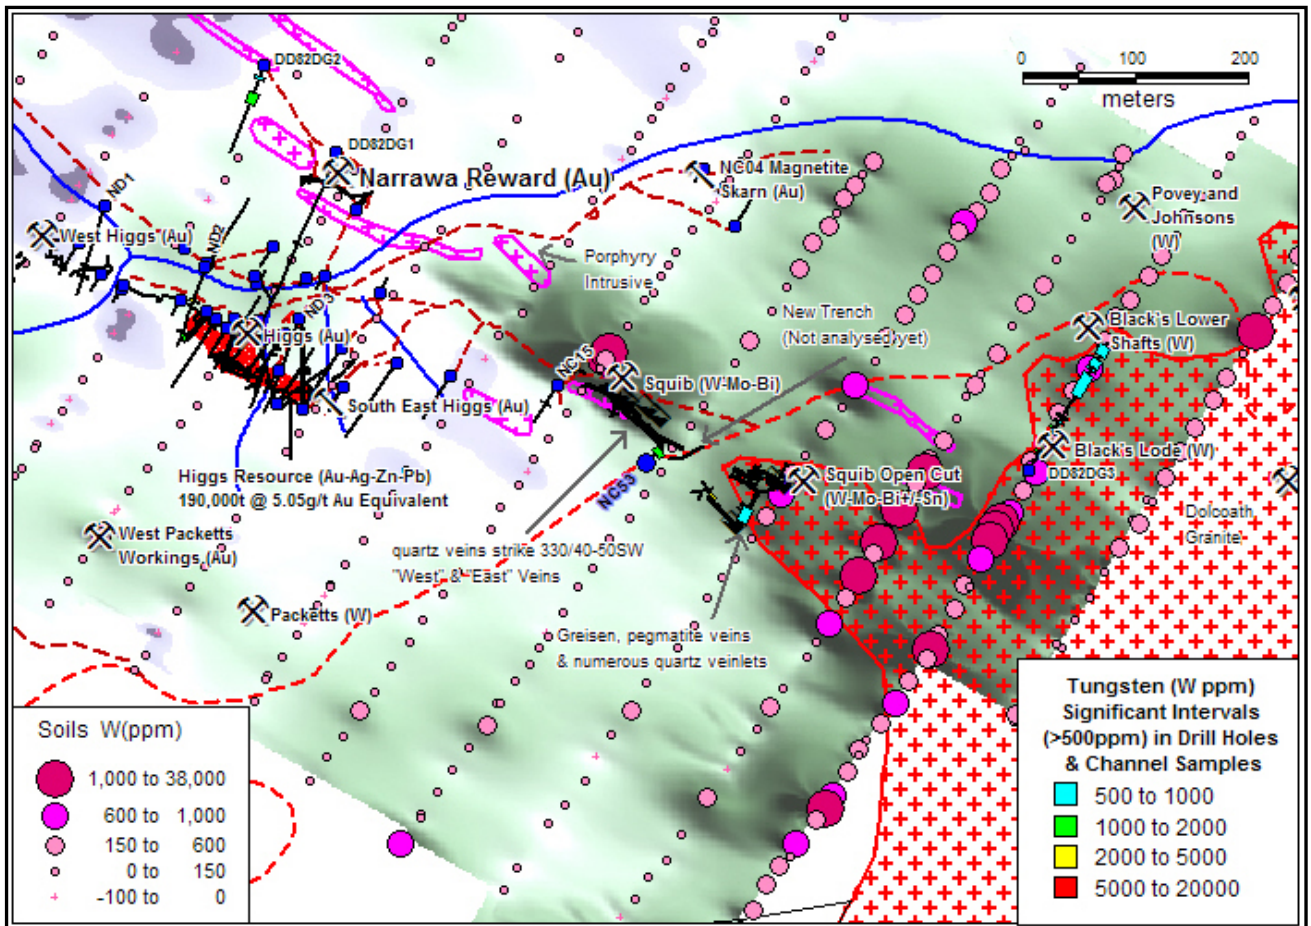 DD82DG2
0 100 200
meters
DD82DG1
Narrawa Reward (Au)
NC04 Magnetite
Skarn (Au)
Povey and
Johnsons
(W)
ND1
West Higgs (Au)
ND2
Porphyry
Intrusive
ND3
Higgs (Au)
New Trench
(Not analysed yet)
Black's Lower
Shafts (W)
NC15
Squib (W-Mo-Bi)
South East Higgs (Au)
Black's Lode (W)
DD82DG3
Higgs Resource (Au-Ag-Zn-Pb)
190,000t @ 5.05g/t Au Equivalent
NC53
Squib Open Cut
(W-Mo-Bi+/-Sn)
Dolcoath
Granite
West Packetts
Workings (Au)
quartz veins strike 330/40-50SW
"West" & "East" Veins
Packetts (W)
Greisen, pegmatite veins
& numerous quartz veinlets
Soils W(ppm)
1,000 to 38,000
600 to 1,000
150 to 600
0 to 150
-100 to 0
Tungsten (W ppm)
Significant Intervals
(>500ppm) in Drill Holes
& Channel Samples
500 to 1000
1000 to 2000
2000 to 5000
5000 to 20000